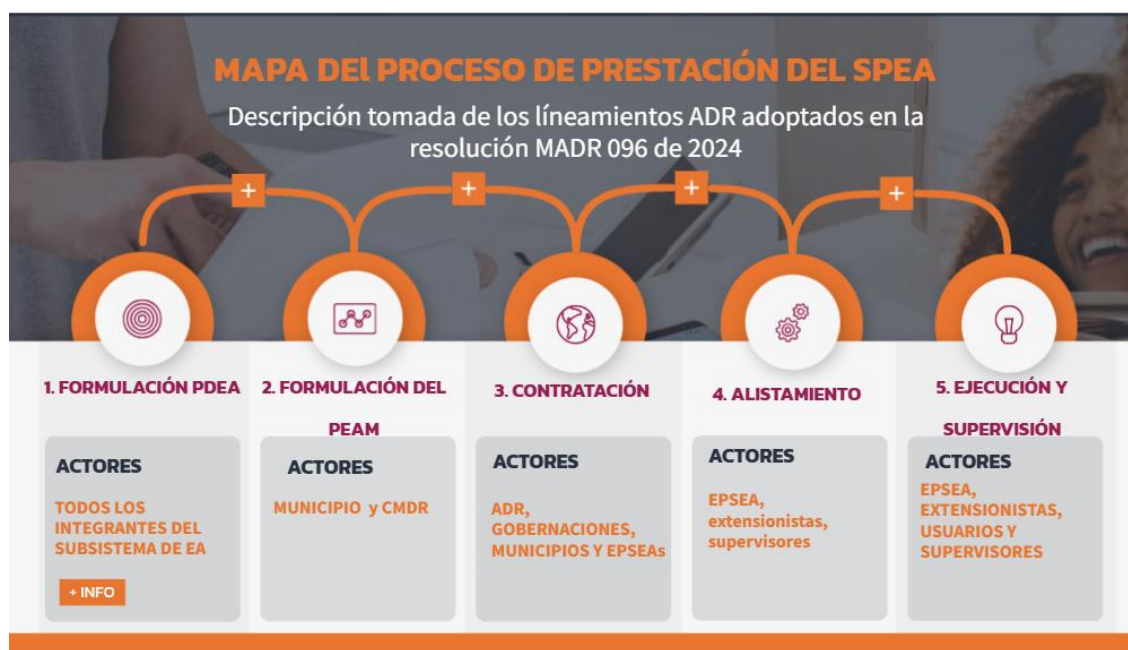 MAPA DEl PROCESO DE PRESTACIÓN DEL SPEA
Descripción tomada de los líneamientos ADR adoptados en la
resolución MADR 096 de 2024
+
+
+
+
1. FORMULACIÓN PDEA
ACTORES
TODOS LOS
INTEGRANTES DEL
SUBSISTEMA DE EA
+ INFO
2. FORMULACIÓN DEL
PEAM
ACTORES
MUNICIPIO y CMDR
3. CONTRATACIÓN
ACTORES
ADR,
GOBERNACIONES,
MUNICIPIOS Y EPSEAs
4. ALISTAMIENTO
ACTORES
EPSEA,
extensionistas,
supervisores
5. EJECUCIÓN Y
SUPERVISIÓN
ACTORES
EPSEA,
EXTENSIONISTAS,
USUARIOS Y
SUPERVISORES